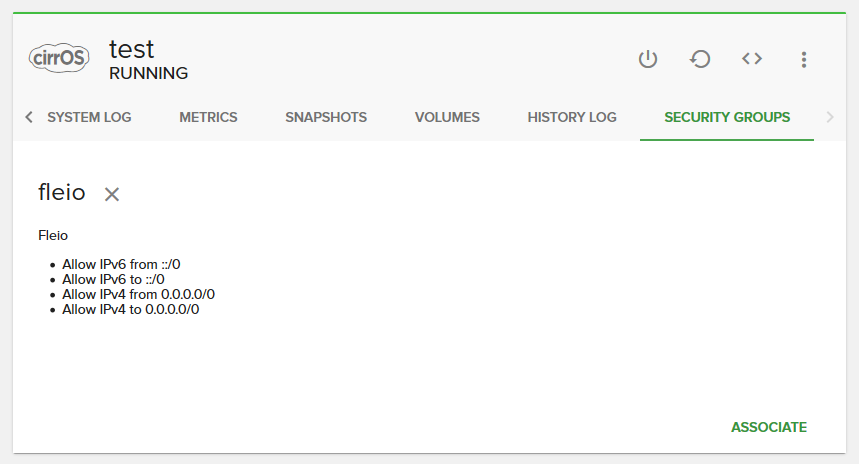 cirrOS
test
RUNNING
SYSTEM LOG METRICS SNAPSHOTS VOLUMES HISTORY LOG SECURITY GROUPS
fleio
Fleio
Allow IPv6 from ::/0
Allow IPv6 to ::/0
Allow IPv4 from 0.0.0.0/0
Allow IPv4 to 0.0.0.0/0
ASSOCIATE